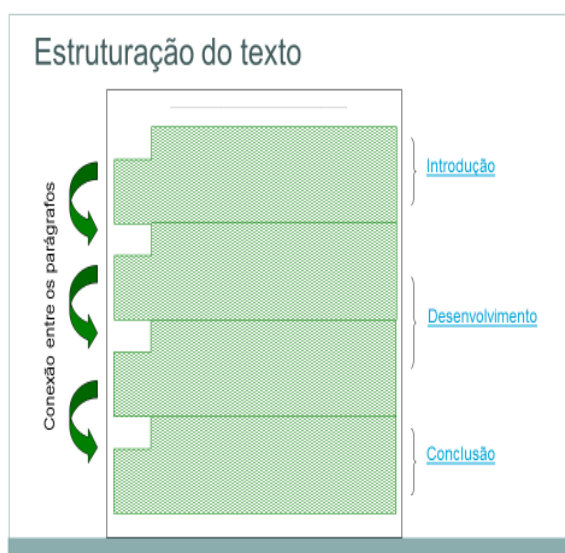 Estruturação do texto
Conexão entre os parágrafos
Introdução
Desenvolvimento
Conclusão